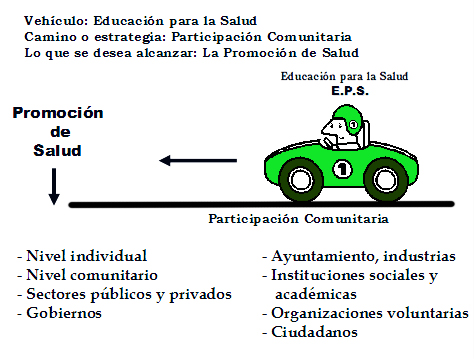 Vehículo: Educación para la Salud
Camino o estrategia: Participación Comunitaria
Lo que se desea alcanzar: La Promoción de Salud
Educación para la Salud
E.P.S.
Promoción
de
Salud
1
1
Participación Comunitaria
- Nivel individual
- Nivel comunitario
- Sectores públicos y privados
- Gobiernos
- Ayuntamiento, industrias
- Instituciones sociales y
académicas
- Organizaciones voluntarias
- Ciudadanos